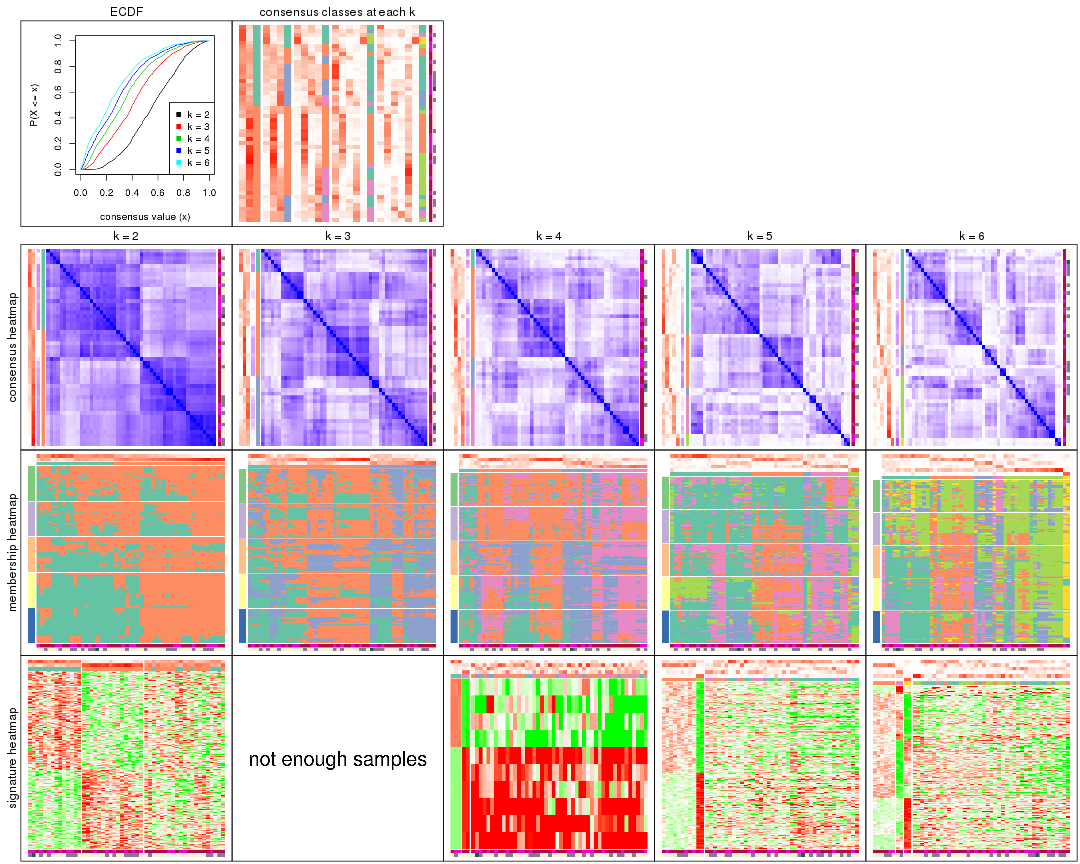 ECDF
consensus classes at each k
P(X <= x)
0.0 0.2 0.4 0.6 0.8 1.0
k = 2
k = 3
k = 4
k = 5
k = 6
0.0 0.2 0.4 0.6 0.8 1.0
consensus value (x)
k = 2 k = 3 k = 4 k = 5 k = 6
consensus heatmap
membership heatmap
signature heatmap
not enough samples